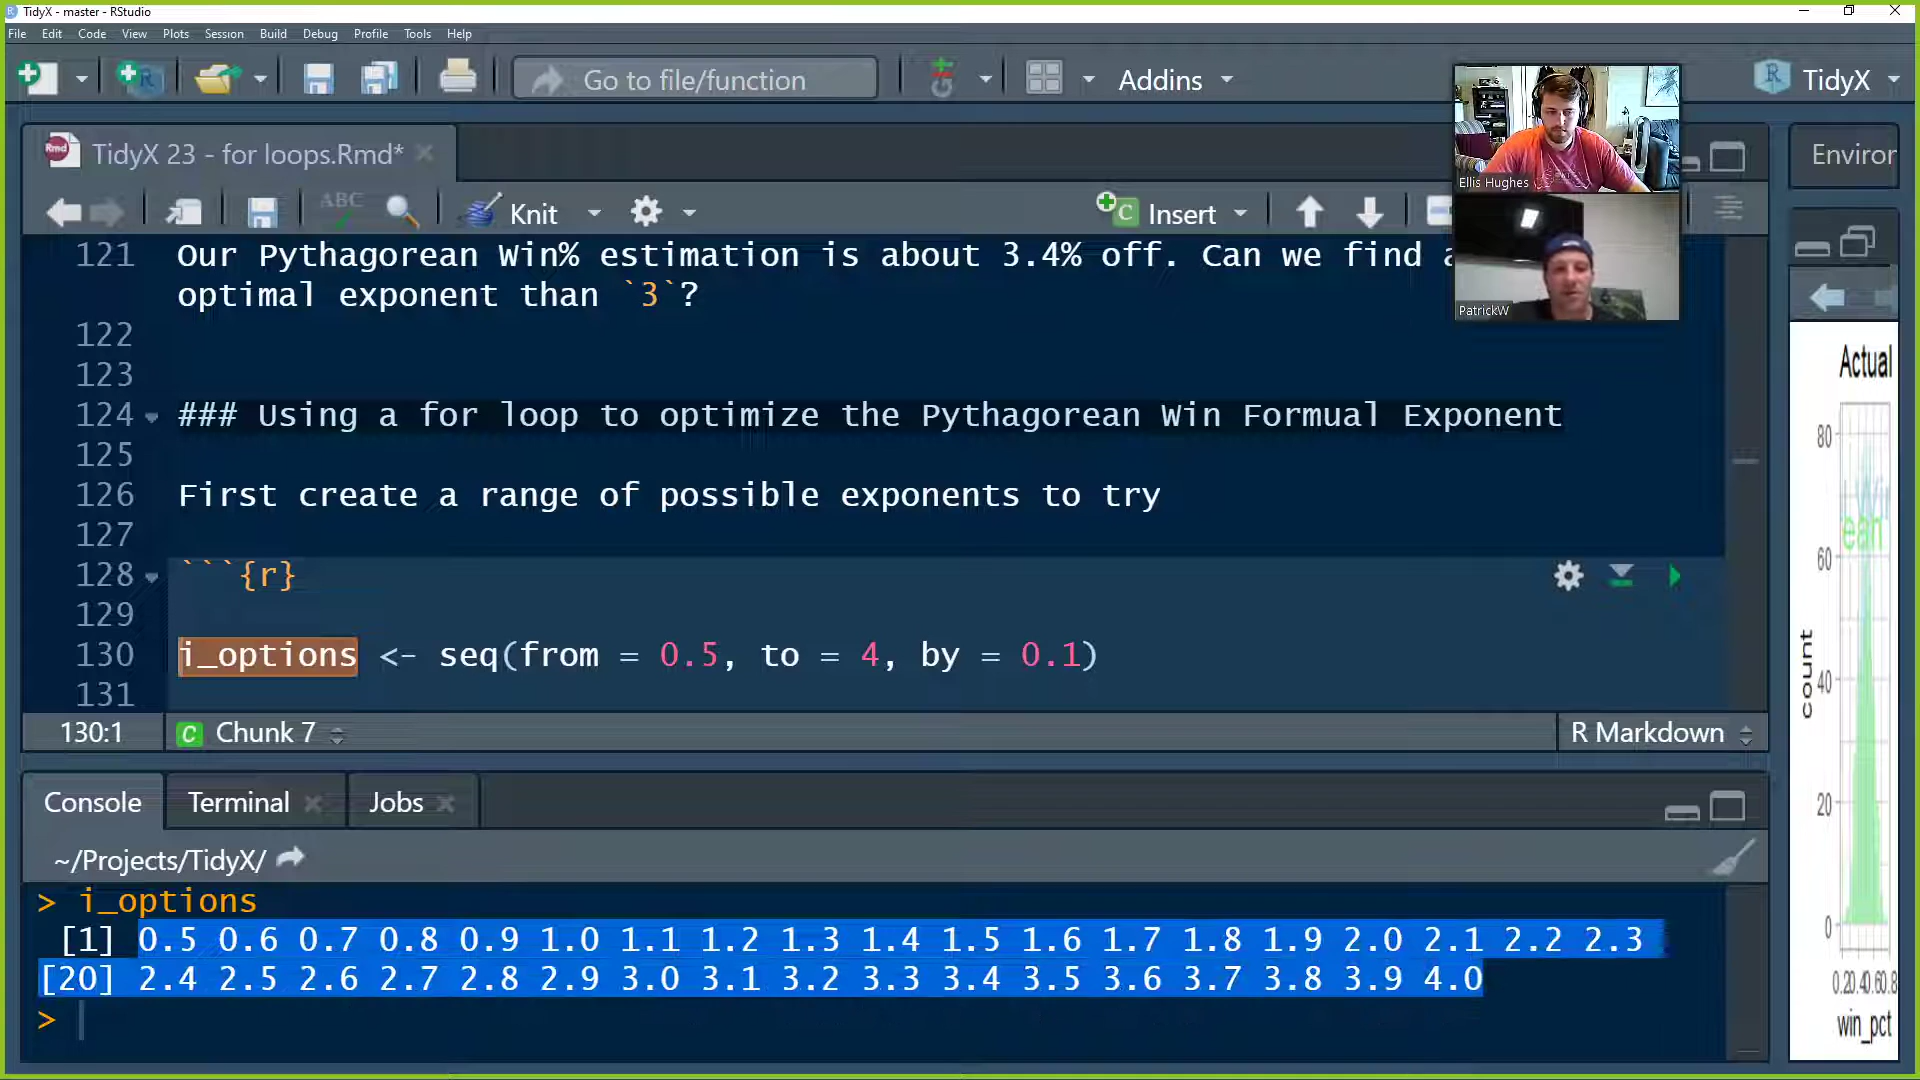 TidyX - master - RStudio
File Edit Code View Plots Session Build Debug Profile Tools Help
Go to file/function Addins TidyX
TidyX 23 - for loops.Rmd*
Environ
ABC Knit Insert
Ellis Hughes
PatrickW
121 Our Pythagorean Win% estimation is about 3.4% off. Can we find a
optimal exponent than `3`?
122
123
124 ### Using a for loop to optimize the Pythagorean Win Formual Exponent
125
126 First create a range of possible exponents to try
127
128 ```{r}
129
130 i_options <- seq(from = 0.5, to = 4, by = 0.1)
131
130:1 Chunk 7 R Markdown
Console Terminal Jobs
~/Projects/TidyX/
> i_options
[1] 0.5 0.6 0.7 0.8 0.9 1.0 1.1 1.2 1.3 1.4 1.5 1.6 1.7 1.8 1.9 2.0 2.1 2.2 2.3
[20] 2.4 2.5 2.6 2.7 2.8 2.9 3.0 3.1 3.2 3.3 3.4 3.5 3.6 3.7 3.8 3.9 4.0
>
Actual
80
60
40
20
0
count
win_pct